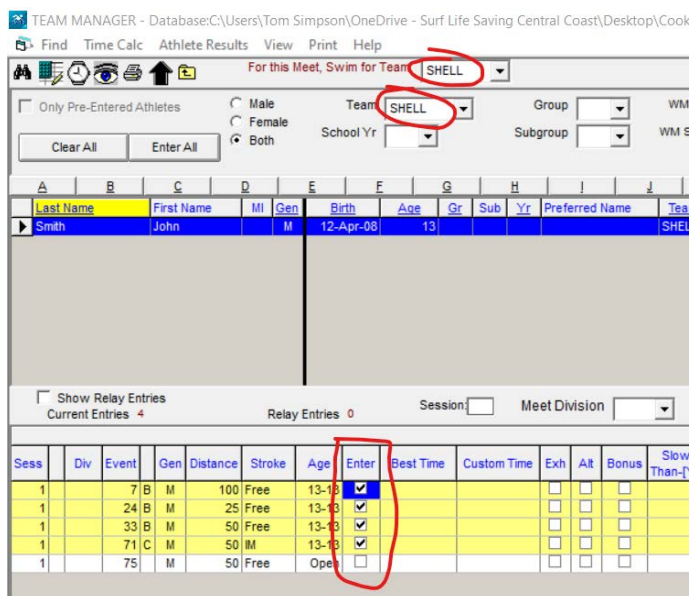 TEAM MANAGER - Database:C:\Users\Tom Simpson\OneDrive - Surf Life Saving Central Coast\Desktop\Cook
Find Time Calc Athlete Results View Print Help
For this Meet, Swim for Team SHELL
Only Pre-Entered Athletes Male Team SHELL Group WM
Female
Clear All Enter All Both School Yr Subgroup WM S
A B C D E F G H I J
Last Name First Name MI Gen Birth Age Gr Sub Yr Preferred Name Tea
Smith John M 12-Apr-08 13 SHEL
Show Relay Entries
Current Entries 4 Relay Entries 0 Session: Meet Division
Sess Div Event Gen Distance Stroke Age Enter Best Time Custom Time Exh Alt Bonus Slow Than-[Y
1 7 B M 100 Free 13-13
1 24 B M 25 Free 13-13
1 33 B M 50 Free 13-13
1 71 C M 50 IM 13-13
1 75 M 50 Free Open